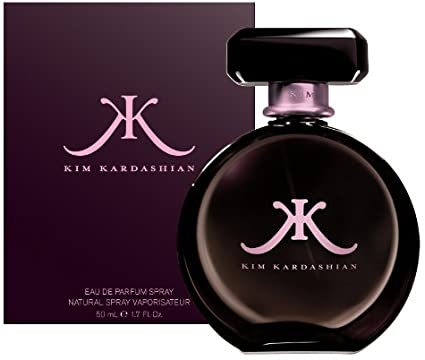 KK
KIM KARDASHIAN
EAU DE PARFUM SPRAY
NATURAL SPRAY VAPORISATEUR
50 mL ℮ 1.7 Fl. Oz.
KIM
KK
KIM KARDASHIAN